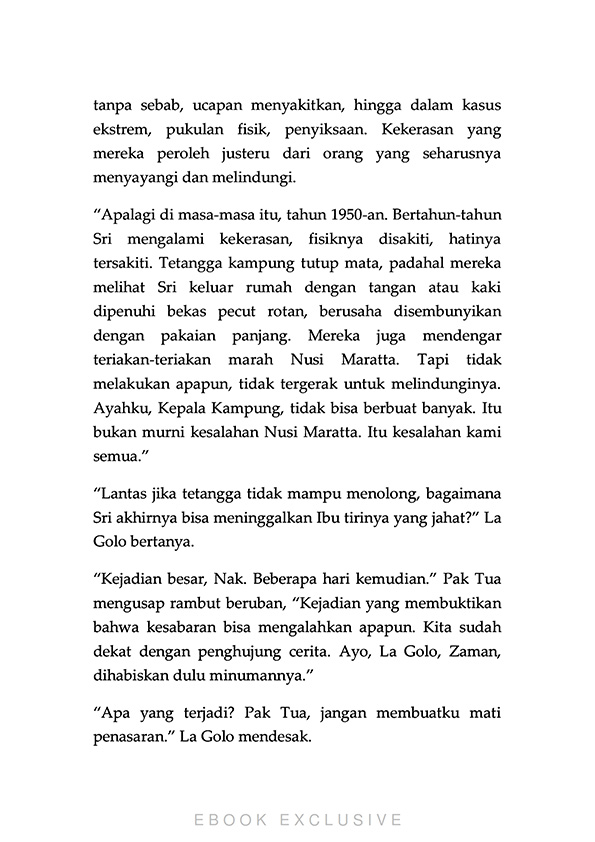 tanpa sebab, ucapan menyakitkan, hingga dalam kasus
ekstrem, pukulan fisik, penyiksaan. Kekerasan yang
mereka peroleh justeru dari orang yang seharusnya
menyayangi dan melindungi.
“Apalagi di masa-masa itu, tahun 1950-an. Bertahun-tahun
Sri mengalami kekerasan, fisiknya disakiti, hatinya
tersakiti. Tetangga kampung tutup mata, padahal mereka
melihat Sri keluar rumah dengan tangan atau kaki
dipenuhi bekas pecut rotan, berusaha disembunyikan
dengan pakaian panjang. Mereka juga mendengar
teriakan-teriakan marah Nusi Maratta. Tapi tidak
melakukan apapun, tidak tergerak untuk melindunginya.
Ayahku, Kepala Kampung, tidak bisa berbuat banyak. Itu
bukan murni kesalahan Nusi Maratta. Itu kesalahan kami
semua.”
“Lantas jika tetangga tidak mampu menolong, bagaimana
Sri akhirnya bisa meninggalkan Ibu tirinya yang jahat?” La
Golo bertanya.
“Kejadian besar, Nak. Beberapa hari kemudian.” Pak Tua
mengusap rambut beruban, “Kejadian yang membuktikan
bahwa kesabaran bisa mengalahkan apapun. Kita sudah
dekat dengan penghujung cerita. Ayo, La Golo, Zaman,
dihabiskan dulu minumannya.”
“Apa yang terjadi? Pak Tua, jangan membuatku mati
penasaran.” La Golo mendesak.
EBOOK EXCLUSIVE